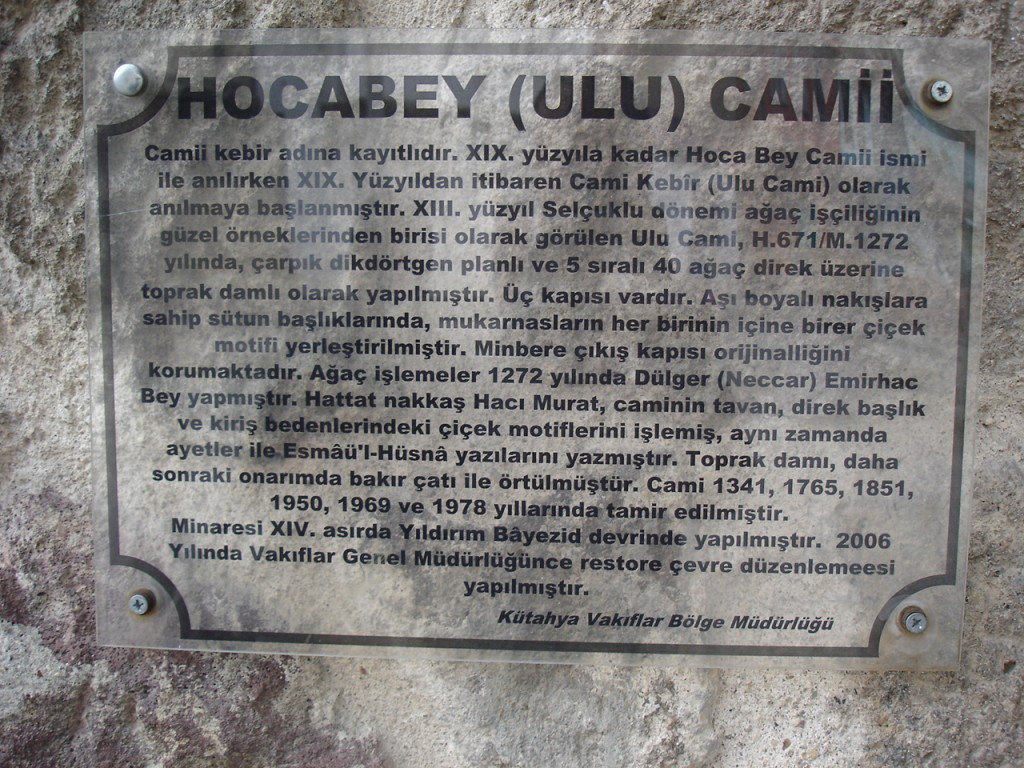 HOCABEY (ULU) CAMİİ
Camii kebir adına kayıtlıdır. XIX. yüzyıla kadar Hoca Bey Camii ismi
ile anılırken XIX. Yüzyıldan itibaren Cami Kebîr (Ulu Cami) olarak
anılmaya başlanmıştır. XIII. yüzyıl Selçuklu dönemi ağaç işçiliğinin
güzel örneklerinden birisi olarak görülen Ulu Cami, H.671/M.1272
yılında, çarpık dikdörtgen planlı ve 5 sıralı 40 ağaç direk üzerine
toprak damlı olarak yapılmıştır. Üç kapısı vardır. Aşı boyalı nakışlara
sahip sütun başlıklarında, mukarnasların her birinin içine birer çiçek
motifi yerleştirilmiştir. Minbere çıkış kapısı orijinalliğini
korumaktadır. Ağaç işlemeler 1272 yılında Dülger (Neccar) Emirhac
Bey yapmıştır. Hattat nakkaş Hacı Murat, caminin tavan, direk başlık
ve kiriş bedenlerindeki çiçek motiflerini işlemiş, aynı zamanda
ayetler ile Esmâü'l-Hüsnâ yazılarını yazmıştır. Toprak damı, daha
sonraki onarımda bakır çatı ile örtülmüştür. Cami 1341, 1765, 1851,
1950, 1969 ve 1978 yıllarında tamir edilmiştir.
Minaresi XIV. asırda Yıldırım Bâyezid devrinde yapılmıştır. 2006
Yılında Vakıflar Genel Müdürlüğünce restore çevre düzenlemeesi
yapılmıştır.
Kütahya Vakıflar Bölge Müdürlüğü